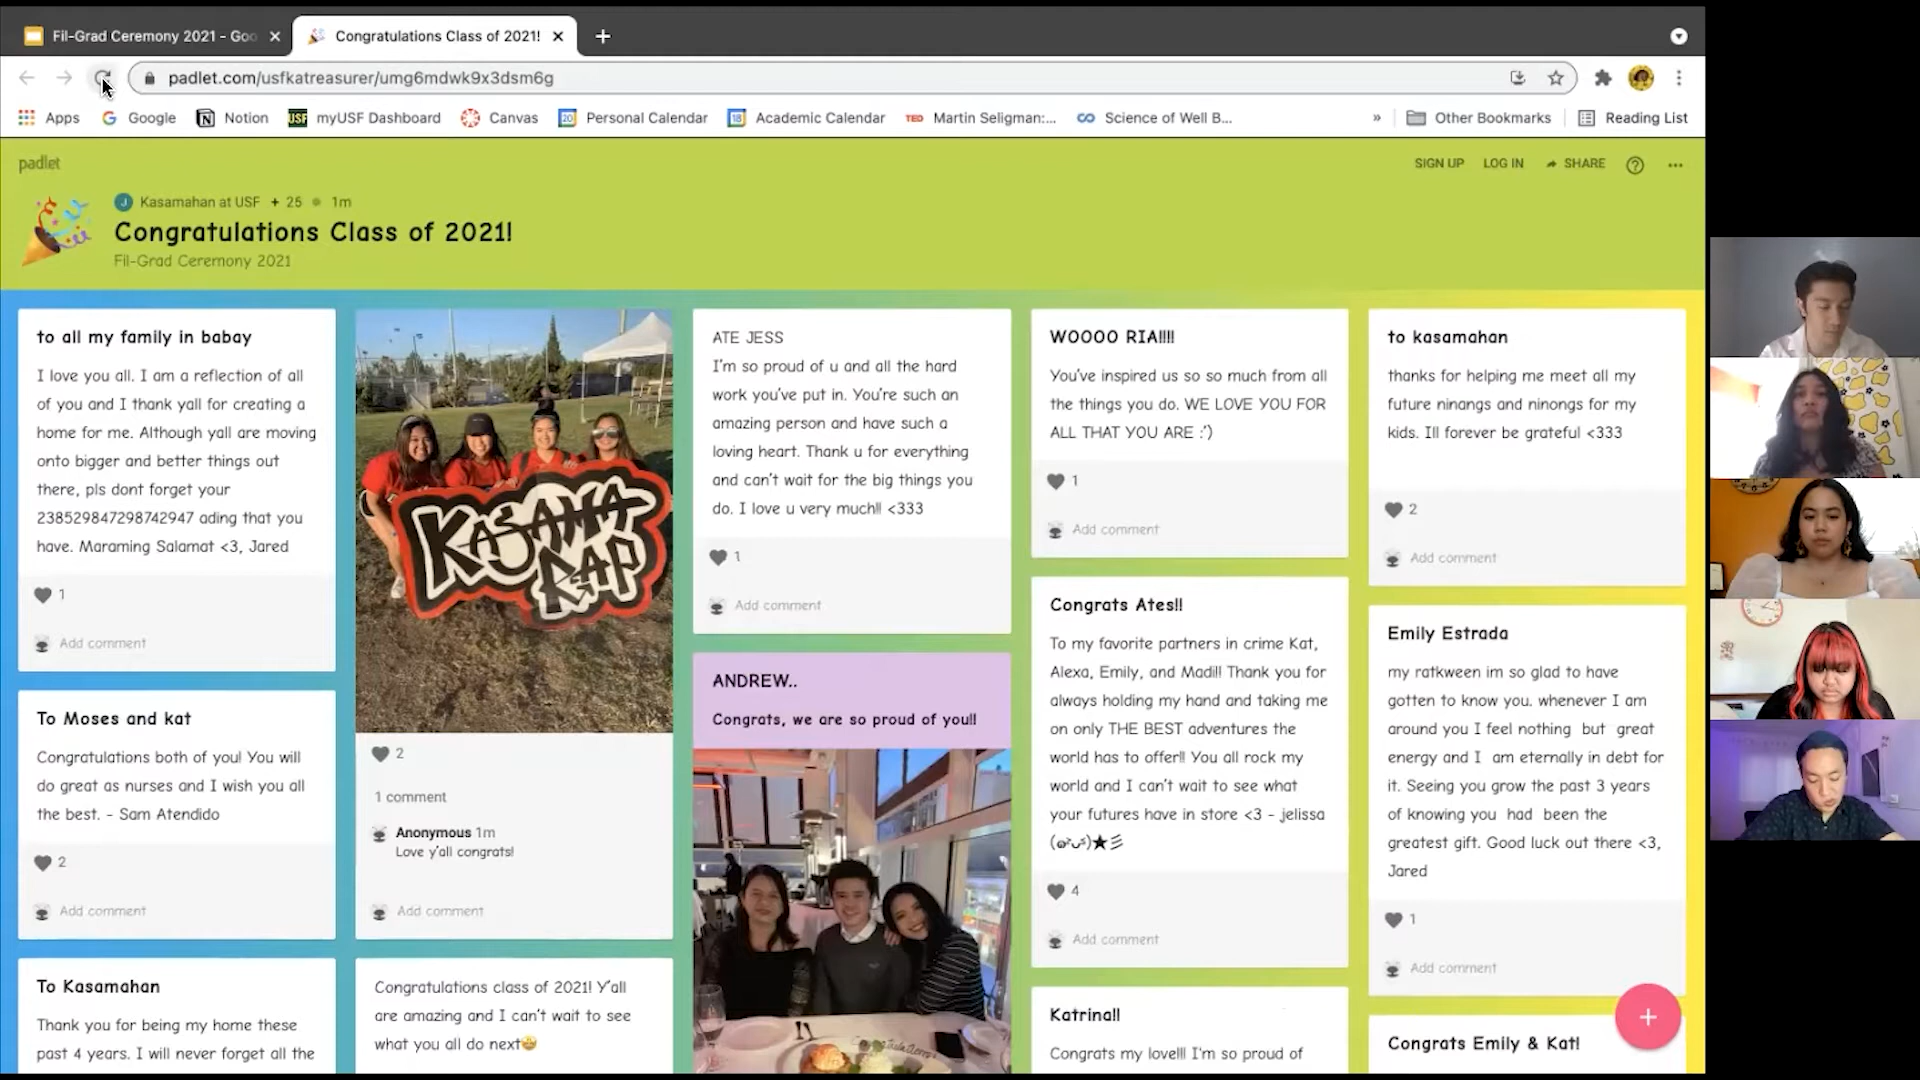 Fil-Grad Ceremony 2021 - Goo
Congratulations Class of 2021!
padlet.com/usfkatreasurer/umg6mdwk9x3dsm6g
Apps
Google
Notion
USF
myUSF Dashboard
Canvas
20
Personal Calendar
18
Academic Calendar
TED
Martin Seligman:...
Science of Well B...
»
Other Bookmarks
Reading List
padlet
SIGN UP
LOG IN
SHARE
J
Kasamahan at USF + 25
1m
Congratulations Class of 2021!
Fil-Grad Ceremony 2021
to all my family in babay
I love you all. I am a reflection of all
of you and I thank yall for creating a
home for me. Although yall are moving
onto bigger and better things out
there, pls dont forget your
238529847298742947 ading that you
have. Maraming Salamat <3, Jared
1
Add comment
To Moses and kat
Congratulations both of you! You will
do great as nurses and I wish you all
the best. - Sam Atendido
2
Add comment
To Kasamahan
Thank you for being my home these
past 4 years. I will never forget all the
KASAMA
RAP
2
1 comment
Anonymous 1m
Love y'all congrats!
Add comment
Congratulations class of 2021! Y'all
are amazing and I can't wait to see
what you all do next🤩
ATE JESS
I'm so proud of u and all the hard
work you've put in. You're such an
amazing person and have such a
loving heart. Thank u for everything
and can't wait for the big things you
do. I love u very much!! <333
1
Add comment
ANDREW..
Congrats, we are so proud of you!!
Congratulations
WOOOO RIA!!!!
You've inspired us so so much from all
the things you do. WE LOVE YOU FOR
ALL THAT YOU ARE :')
1
Add comment
Congrats Ates!!
To my favorite partners in crime Kat,
Alexa, Emily, and Madi!! Thank you for
always holding my hand and taking me
on only THE BEST adventures the
world has to offer!! You all rock my
world and I can't wait to see what
your futures have in store <3 - jelissa
4
Add comment
Katrina!!
Congrats my love!!! I'm so proud of
to kasamahan
thanks for helping me meet all my
future ninangs and ninongs for my
kids. Ill forever be grateful <333
2
Add comment
Emily Estrada
my ratkween im so glad to have
gotten to know you. whenever I am
around you I feel nothing but great
energy and I am eternally in debt for
it. Seeing you grow the past 3 years
of knowing you had been the
greatest gift. Good luck out there <3,
Jared
1
Add comment
Congrats Emily & Kat!